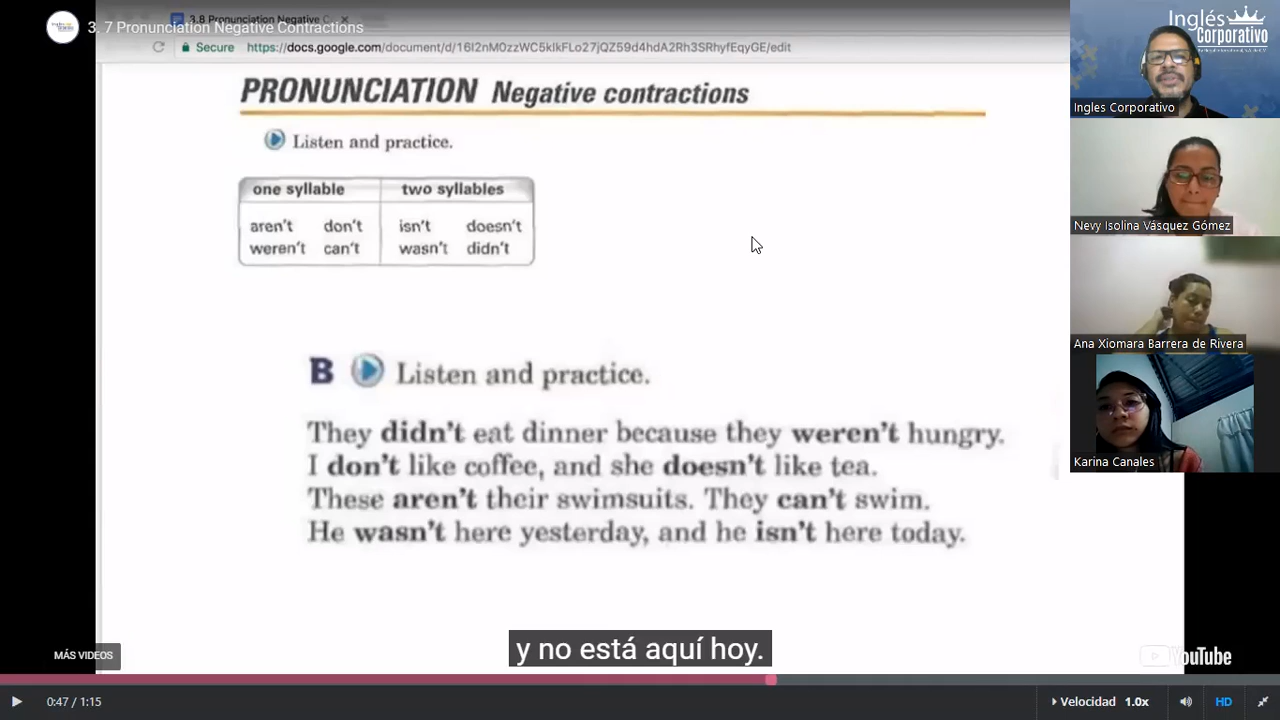 3.8 Pronunciation Negative C
3. 7 Pronunciation Negative Contractions
Secure https://docs.google.com/document/d/16I2nM0zzWC5kIkFLo27jQZ59d4hdA2Rh3SRhyfEqyGE/edit
PRONUNCIATION Negative contractions
Listen and practice.
one syllable two syllables
aren't don't isn't doesn't
weren't can't wasn't didn't
B Listen and practice.
They didn't eat dinner because they weren't hungry.
I don't like coffee, and she doesn't like tea.
These aren't their swimsuits. They can't swim.
He wasn't here yesterday, and he isn't here today.
y no está aquí hoy.
MÁS VIDEOS
YouTube
0:47 / 1:15
Velocidad 1.0x
HD
Inglés
Corporativo
Ingles Corporativo
Nevy Isolina Vásquez Gómez
Ana Xiomara Barrera de Rivera
Karina Canales